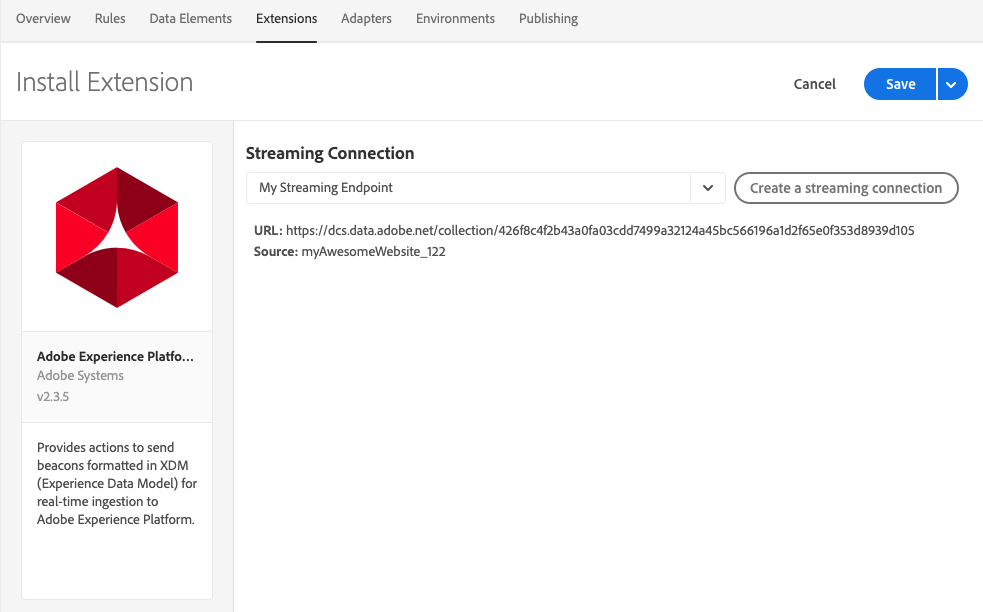 Overview Rules Data Elements Extensions Adapters Environments Publishing
Install Extension
Cancel
Save
Streaming Connection
My Streaming Endpoint
Create a streaming connection
URL: https://dcs.data.adobe.net/collection/426f8c4f2b43a0fa03cdd7499a32124a45bc566196a1d2f65e0f353d8939d105
Source: myAwesomeWebsite_122
Adobe Experience Platfo...
Adobe Systems
v2.3.5
Provides actions to send
beacons formatted in XDM
(Experience Data Model) for
real-time ingestion to
Adobe Experience Platform.